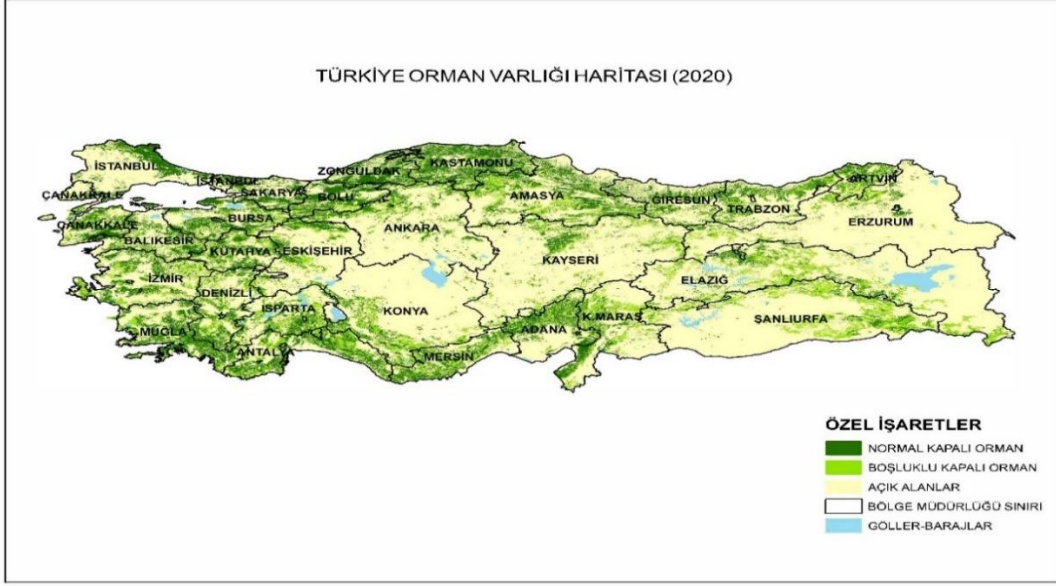 TÜRKİYE ORMAN VARLIĞI HARİTASI (2020)
İSTANBUL
İSTANBUL
ZONGULDAK
KASTAMONU
ÇANAKKALE
SAKARYA
BOLU
AMASYA
GİRESUN
TRABZON
ARTVİN
ÇANAKKALE
BURSA
ANKARA
ERZURUM
BALIKESİR
KÜTAHYA
ESKİŞEHİR
KAYSERİ
İZMİR
DENİZLİ
ELAZIĞ
ISPARTA
KONYA
MUĞLA
ADANA
K.MARAŞ
ŞANLIURFA
ANTALYA
MERSİN
ÖZEL İŞARETLER
NORMAL KAPALI ORMAN
BOŞLUKLU KAPALI ORMAN
AÇIK ALANLAR
BÖLGE MÜDÜRLÜĞÜ SINIRI
GÖLLER-BARAJLAR